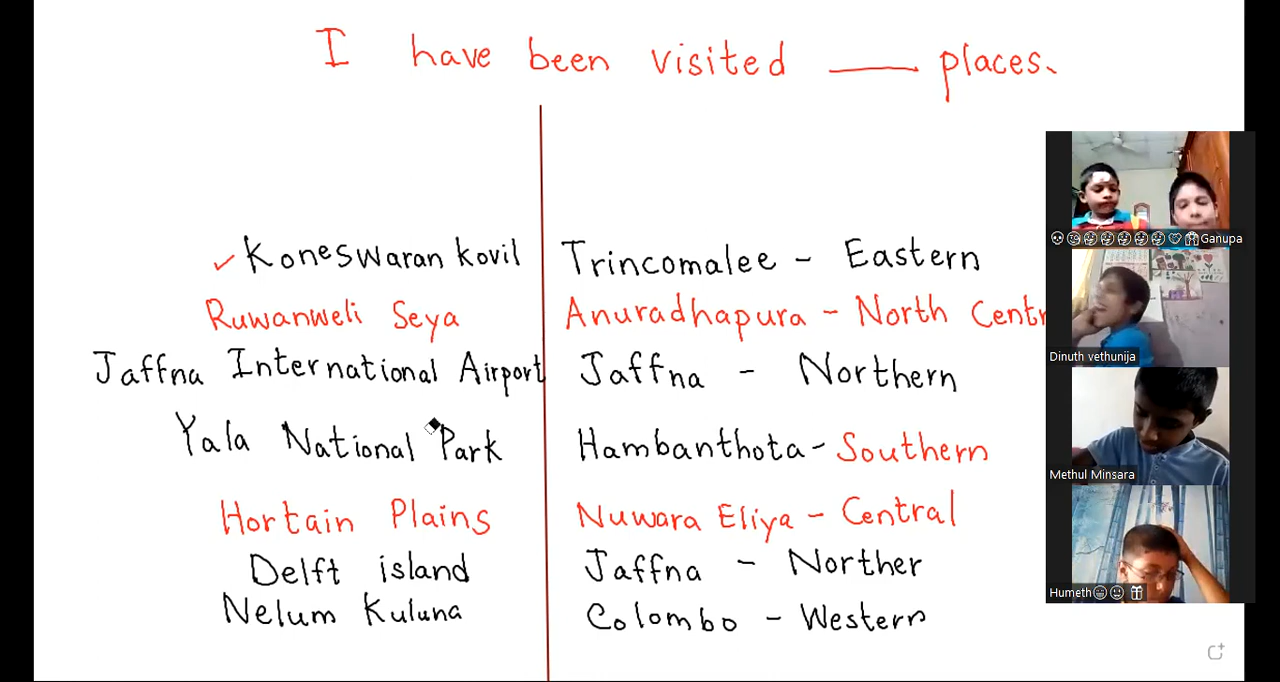 I have been visited ____ places.
✓ Koneswaran kovil Trincomalee - Eastern
Ruwanweli Seya Anuradhapura - North Centr
Jaffna International Airport Jaffna - Northern
Yala National Park Hambanthota - Southern
Hortain Plains Nuwara Eliya - Central
Delft island Jaffna - Norther
Nelum Kuluna Colombo - Western
Ganupa
Dinuth vethunija
Methul Minsara
Humeth